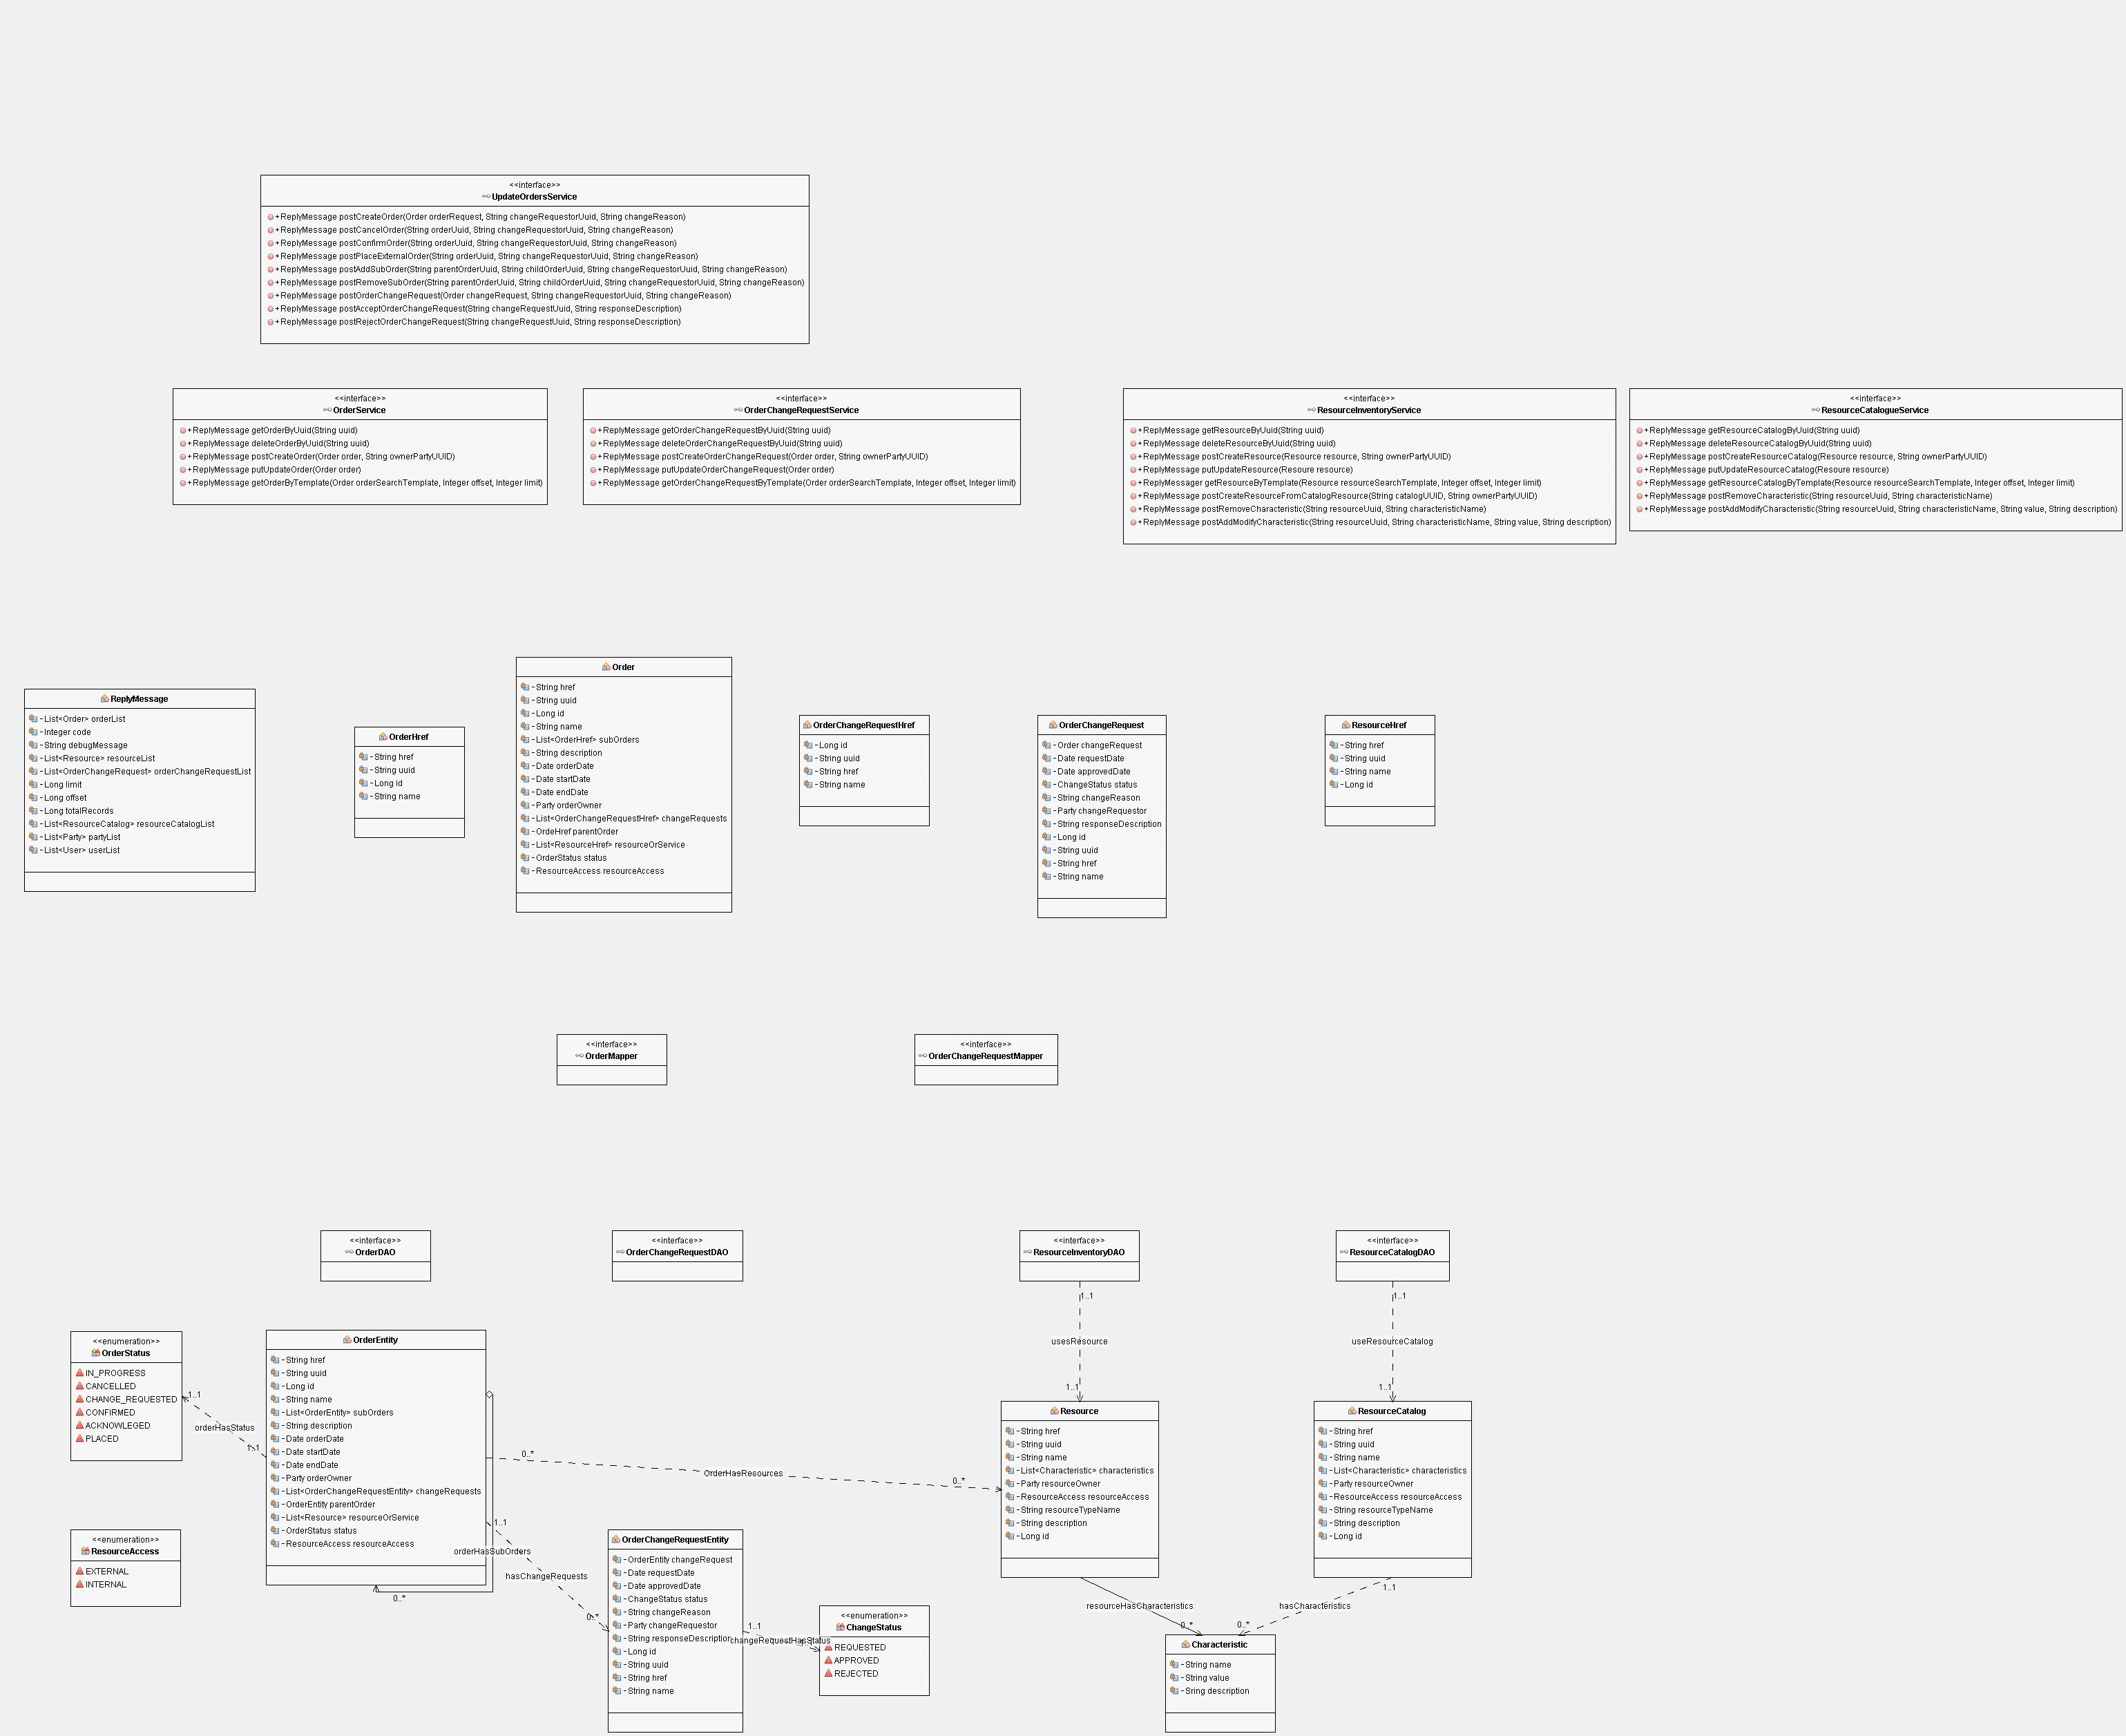 <<interface>>
UpdateOrdersService
+ReplyMessage postCreateOrder(Order orderRequest, String changeRequestorUuid, String changeReason)
+ReplyMessage postCancelOrder(String orderUuid, String changeRequestorUuid, String changeReason)
+ReplyMessage postConfirmOrder(String orderUuid, String changeRequestorUuid, String changeReason)
+ReplyMessage postPlaceExternalOrder(String orderUuid, String changeRequestorUuid, String changeReason)
+ReplyMessage postAddSubOrder(String parentOrderUuid, String childOrderUuid, String changeRequestorUuid, String changeReason)
+ReplyMessage postRemoveSubOrder(String parentOrderUuid, String childOrderUuid, String changeRequestorUuid, String changeReason)
+ReplyMessage postOrderChangeRequest(Order changeRequest, String changeRequestorUuid, String changeReason)
+ReplyMessage postAcceptOrderChangeRequest(String changeRequestUuid, String responseDescription)
+ReplyMessage postRejectOrderChangeRequest(String changeRequestUuid, String responseDescription)
<<interface>>
OrderService
+ReplyMessage getOrderByUuid(String uuid)
+ReplyMessage deleteOrderByUuid(String uuid)
+ReplyMessage postCreateOrder(Order order, String ownerPartyUUID)
+ReplyMessage putUpdateOrder(Order order)
+ReplyMessage getOrderByTemplate(Order orderSearchTemplate, Integer offset, Integer limit)
<<interface>>
OrderChangeRequestService
+ReplyMessage getOrderChangeRequestByUuid(String uuid)
+ReplyMessage deleteOrderChangeRequestByUuid(String uuid)
+ReplyMessage postCreateOrderChangeRequest(Order order, String ownerPartyUUID)
+ReplyMessage putUpdateOrderChangeRequest(Order order)
+ReplyMessage getOrderChangeRequestByTemplate(Order orderSearchTemplate, Integer offset, Integer limit)
<<interface>>
ResourceInventoryService
+ReplyMessage getResourceByUuid(String uuid)
+ReplyMessage deleteResourceByUuid(String uuid)
+ReplyMessage postCreateResource(Resource resource, String ownerPartyUUID)
+ReplyMessage putUpdateResource(Resoure resource)
+ReplyMessager getResourceByTemplate(Resource resourceSearchTemplate, Integer offset, Integer limit)
+ReplyMessage postCreateResourceFromCatalogResource(String catalogUUID, String ownerPartyUUID)
+ReplyMessage postRemoveCharacteristic(String resourceUuid, String characteristicName)
+ReplyMessage postAddModifyCharacteristic(String resourceUuid, String characteristicName, String value, String description)
<<interface>>
ResourceCatalogueService
+ReplyMessage getResourceCatalogByUuid(String uuid)
+ReplyMessage deleteResourceCatalogByUuid(String uuid)
+ReplyMessage postCreateResourceCatalog(Resource resource, String ownerPartyUUID)
+ReplyMessage putUpdateResourceCatalog(Resoure resource)
+ReplyMessage getResourceCatalogByTemplate(Resource resourceSearchTemplate, Integer offset, Integer limit)
+ReplyMessage postRemoveCharacteristic(String resourceUuid, String characteristicName)
+ReplyMessage postAddModifyCharacteristic(String resourceUuid, String characteristicName, String value, String description)
ReplyMessage
-List<Order> orderList
-Integer code
-String debugMessage
-List<Resource> resourceList
-List<OrderChangeRequest> orderChangeRequestList
-Long limit
-Long offset
-Long totalRecords
-List<ResourceCatalog> resourceCatalogList
-List<Party> partyList
-List<User> userList
OrderHref
-String href
-String uuid
-Long id
-String name
Order
-String href
-String uuid
-Long id
-String name
-List<OrderHref> subOrders
-String description
-Date orderDate
-Date startDate
-Date endDate
-Party orderOwner
-List<OrderChangeRequestHref> changeRequests
-OrdeHref parentOrder
-List<ResourceHref> resourceOrService
-OrderStatus status
-ResourceAccess resourceAccess
OrderChangeRequestHref
-Long id
-String uuid
-String href
-String name
OrderChangeRequest
-Order changeRequest
-Date requestDate
-Date approvedDate
-ChangeStatus status
-String changeReason
-Party changeRequestor
-String responseDescription
-Long id
-String uuid
-String href
-String name
ResourceHref
-String href
-String uuid
-String name
-Long id
<<interface>>
OrderMapper
<<interface>>
OrderChangeRequestMapper
<<interface>>
OrderDAO
<<interface>>
OrderChangeRequestDAO
<<interface>>
ResourceInventoryDAO
<<interface>>
ResourceCatalogDAO
1..1
usesResource
1..1
1..1
useResourceCatalog
1..1
<<enumeration>>
OrderStatus
IN_PROGRESS
CANCELLED
CHANGE_REQUESTED
CONFIRMED
ACKNOWLEGED
PLACED
1..1
orderHasStatus
1..1
<<enumeration>>
ResourceAccess
EXTERNAL
INTERNAL
OrderEntity
-String href
-String uuid
-Long id
-String name
-List<OrderEntity> subOrders
-String description
-Date orderDate
-Date startDate
-Date endDate
-Party orderOwner
-List<OrderChangeRequestEntity> changeRequests
-OrderEntity parentOrder
-List<Resource> resourceOrService
-OrderStatus status
-ResourceAccess resourceAccess
0..*
OrderHasResources
0..*
1..1
orderHasSubOrders
hasChangeRequests
0..*
0..*
OrderChangeRequestEntity
-OrderEntity changeRequest
-Date requestDate
-Date approvedDate
-ChangeStatus status
-String changeReason
-Party changeRequestor
-String responseDescription
-Long id
-String uuid
-String href
-String name
1..1
changeRequestHasStatus
<<enumeration>>
ChangeStatus
REQUESTED
APPROVED
REJECTED
Resource
-String href
-String uuid
-String name
-List<Characteristic> characteristics
-Party resourceOwner
-ResourceAccess resourceAccess
-String resourceTypeName
-String description
-Long id
ResourceCatalog
-String href
-String uuid
-String name
-List<Characteristic> characteristics
-Party resourceOwner
-ResourceAccess resourceAccess
-String resourceTypeName
-String description
-Long id
resourceHasCharacteristics
0..*
1..1
hasCharacteristics
0..*
Characteristic
-String name
-String value
-Sring description